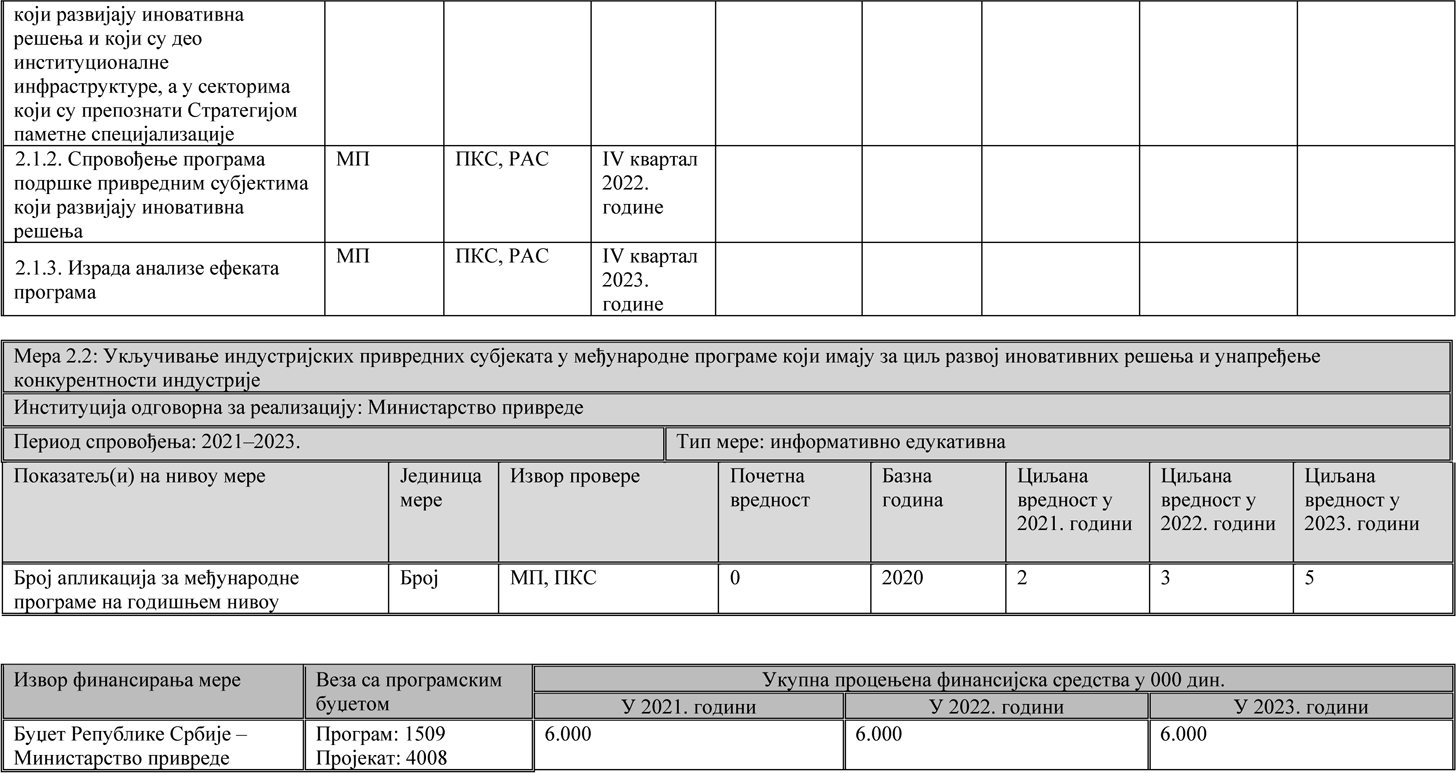 који развијају иновативна
решења и који су део
институционалне
инфраструктуре, а у секторима
који су препознати Стратегијом
паметне специјализације
2.1.2. Спровођење програма
подршке привредним субјектима
који развијају иновативна
решења
МП
ПКС, РАС
IV квартал
2022.
године
2.1.3. Израда анализе ефеката
програма
МП
ПКС, РАС
IV квартал
2023.
године
Мера 2.2: Укључивање индустријских привредних субјеката у међународне програме који имају за циљ развој иновативних решења и унапређење
конкурентности индустрије
Институција одговорна за реализацију: Министарство привреде
Период спровођења: 2021–2023.
Тип мере: информативно едукативна
Показатељ(и) на нивоу мере
Јединица
мере
Извор провере
Почетна
вредност
Базна
година
Циљана
вредност у
2021. години
Циљана
вредност у
2022. години
Циљана
вредност у
2023. години
Број апликација за међународне
програме на годишњем нивоу
Број
МП, ПКС
0
2020
2
3
5
Извор финансирања мере
Веза са програмским
буџетом
Укупна процењена финансијска средства у 000 дин.
У 2021. години
У 2022. години
У 2023. години
Буџет Републике Србије –
Министарство привреде
Програм: 1509
Пројекат: 4008
6.000
6.000
6.000